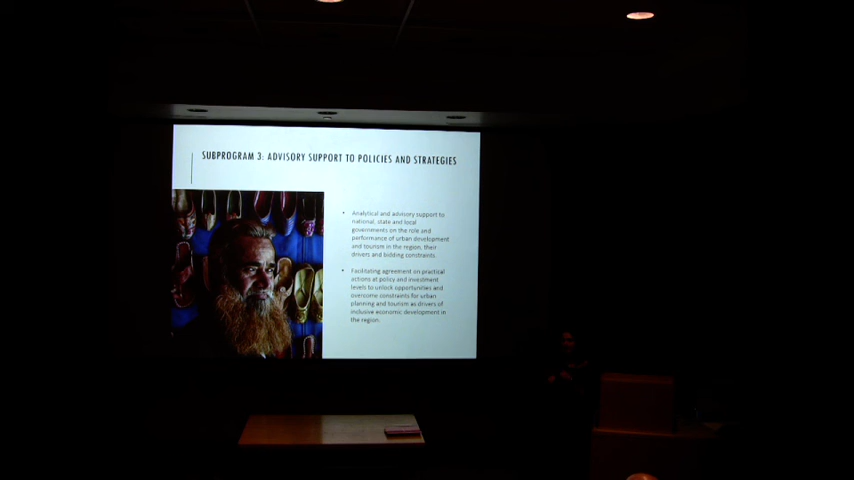 SUBPROGRAM 3: ADVISORY SUPPORT TO POLICIES AND STRATEGIES
• Analytical and advisory support to
national, state and local
governments on the role and
performance of urban development
and tourism in the region, their
drivers and bidding constraints.
• Facilitating agreement on practical
actions at policy and investment
levels to unlock opportunities and
overcome constraints for urban
planning and tourism as drivers of
inclusive economic development in
the region.